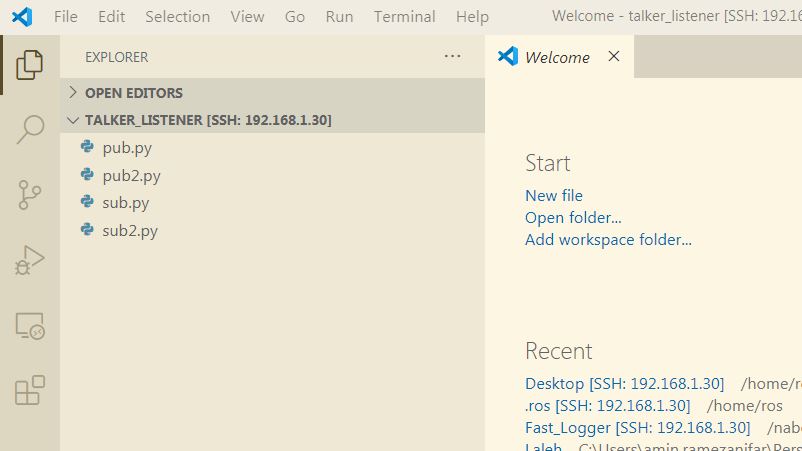 File Edit Selection View Go Run Terminal Help Welcome - talker_listener [SSH: 192.16
EXPLORER ...
Welcome
OPEN EDITORS
TALKER_LISTENER [SSH: 192.168.1.30]
pub.py
pub2.py
sub.py
sub2.py
Start
New file
Open folder...
Add workspace folder...
Recent
Desktop [SSH: 192.168.1.30] /home/r
.ros [SSH: 192.168.1.30] /home/ros
Fast_Logger [SSH: 192.168.1.30] /nab
Laleh C:\Users\amin.ramezanifar\Pers